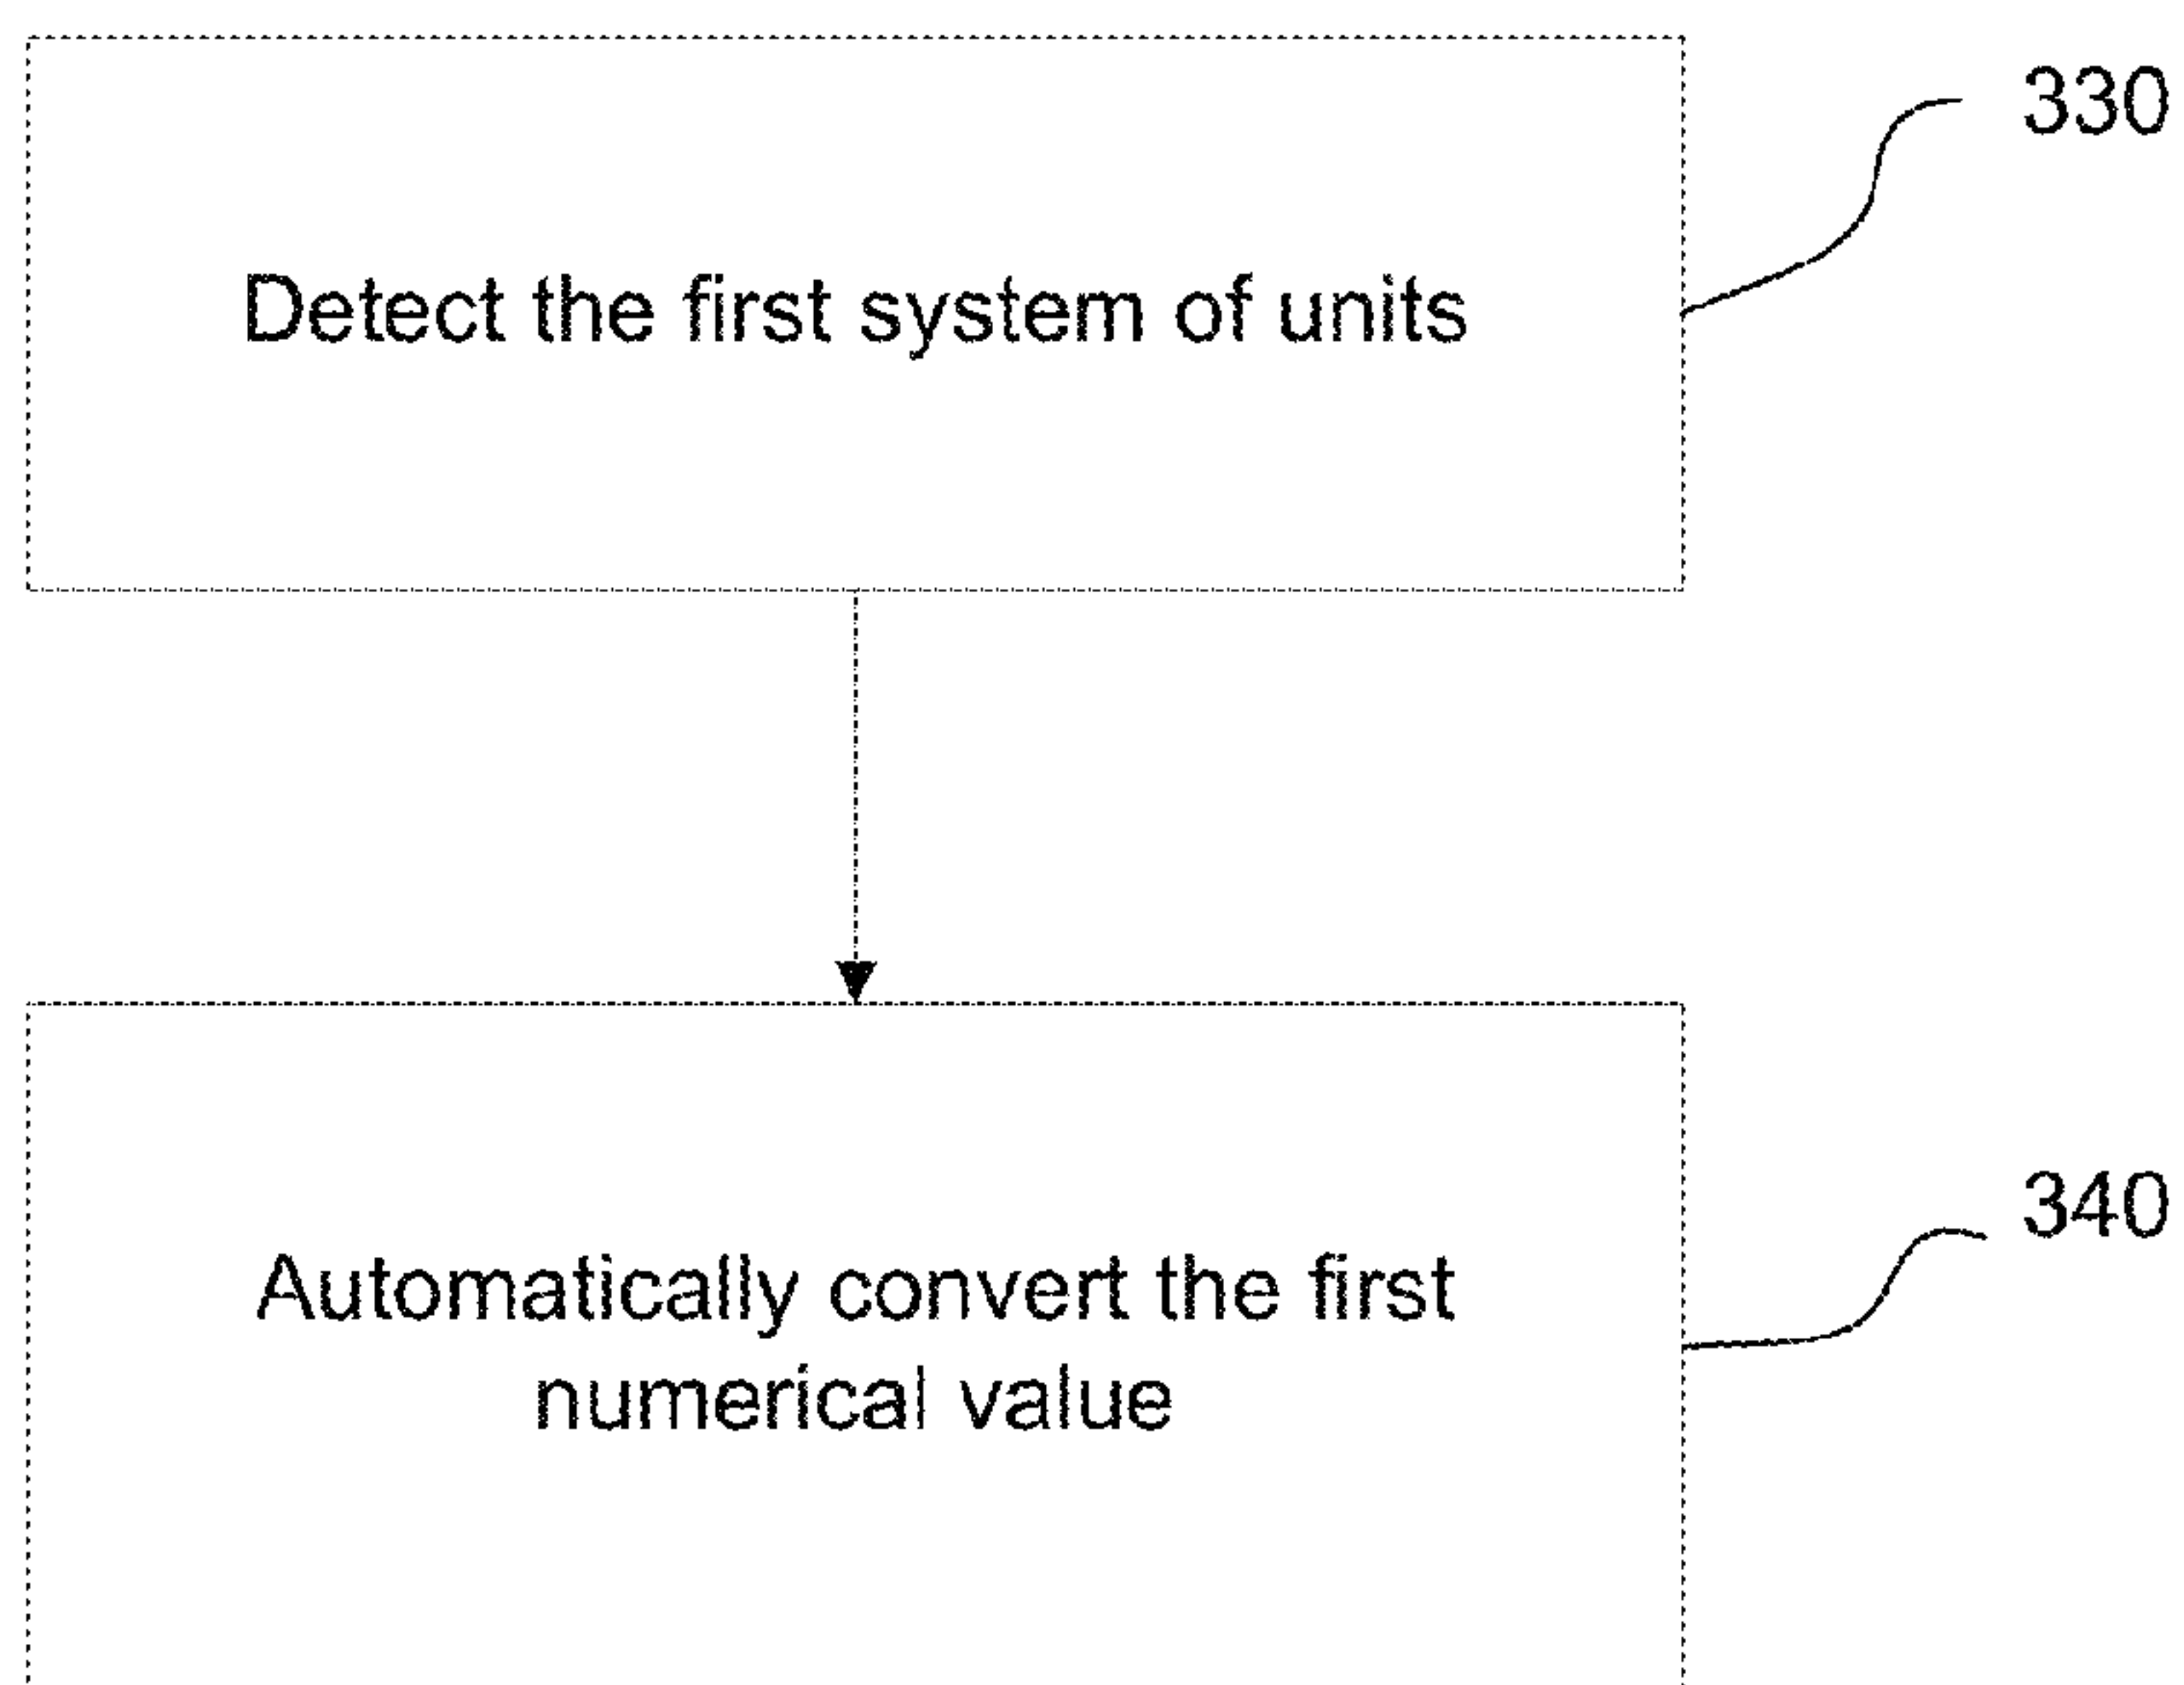 330
Detect the first system of units
340
Automatically convert the first
numerical value